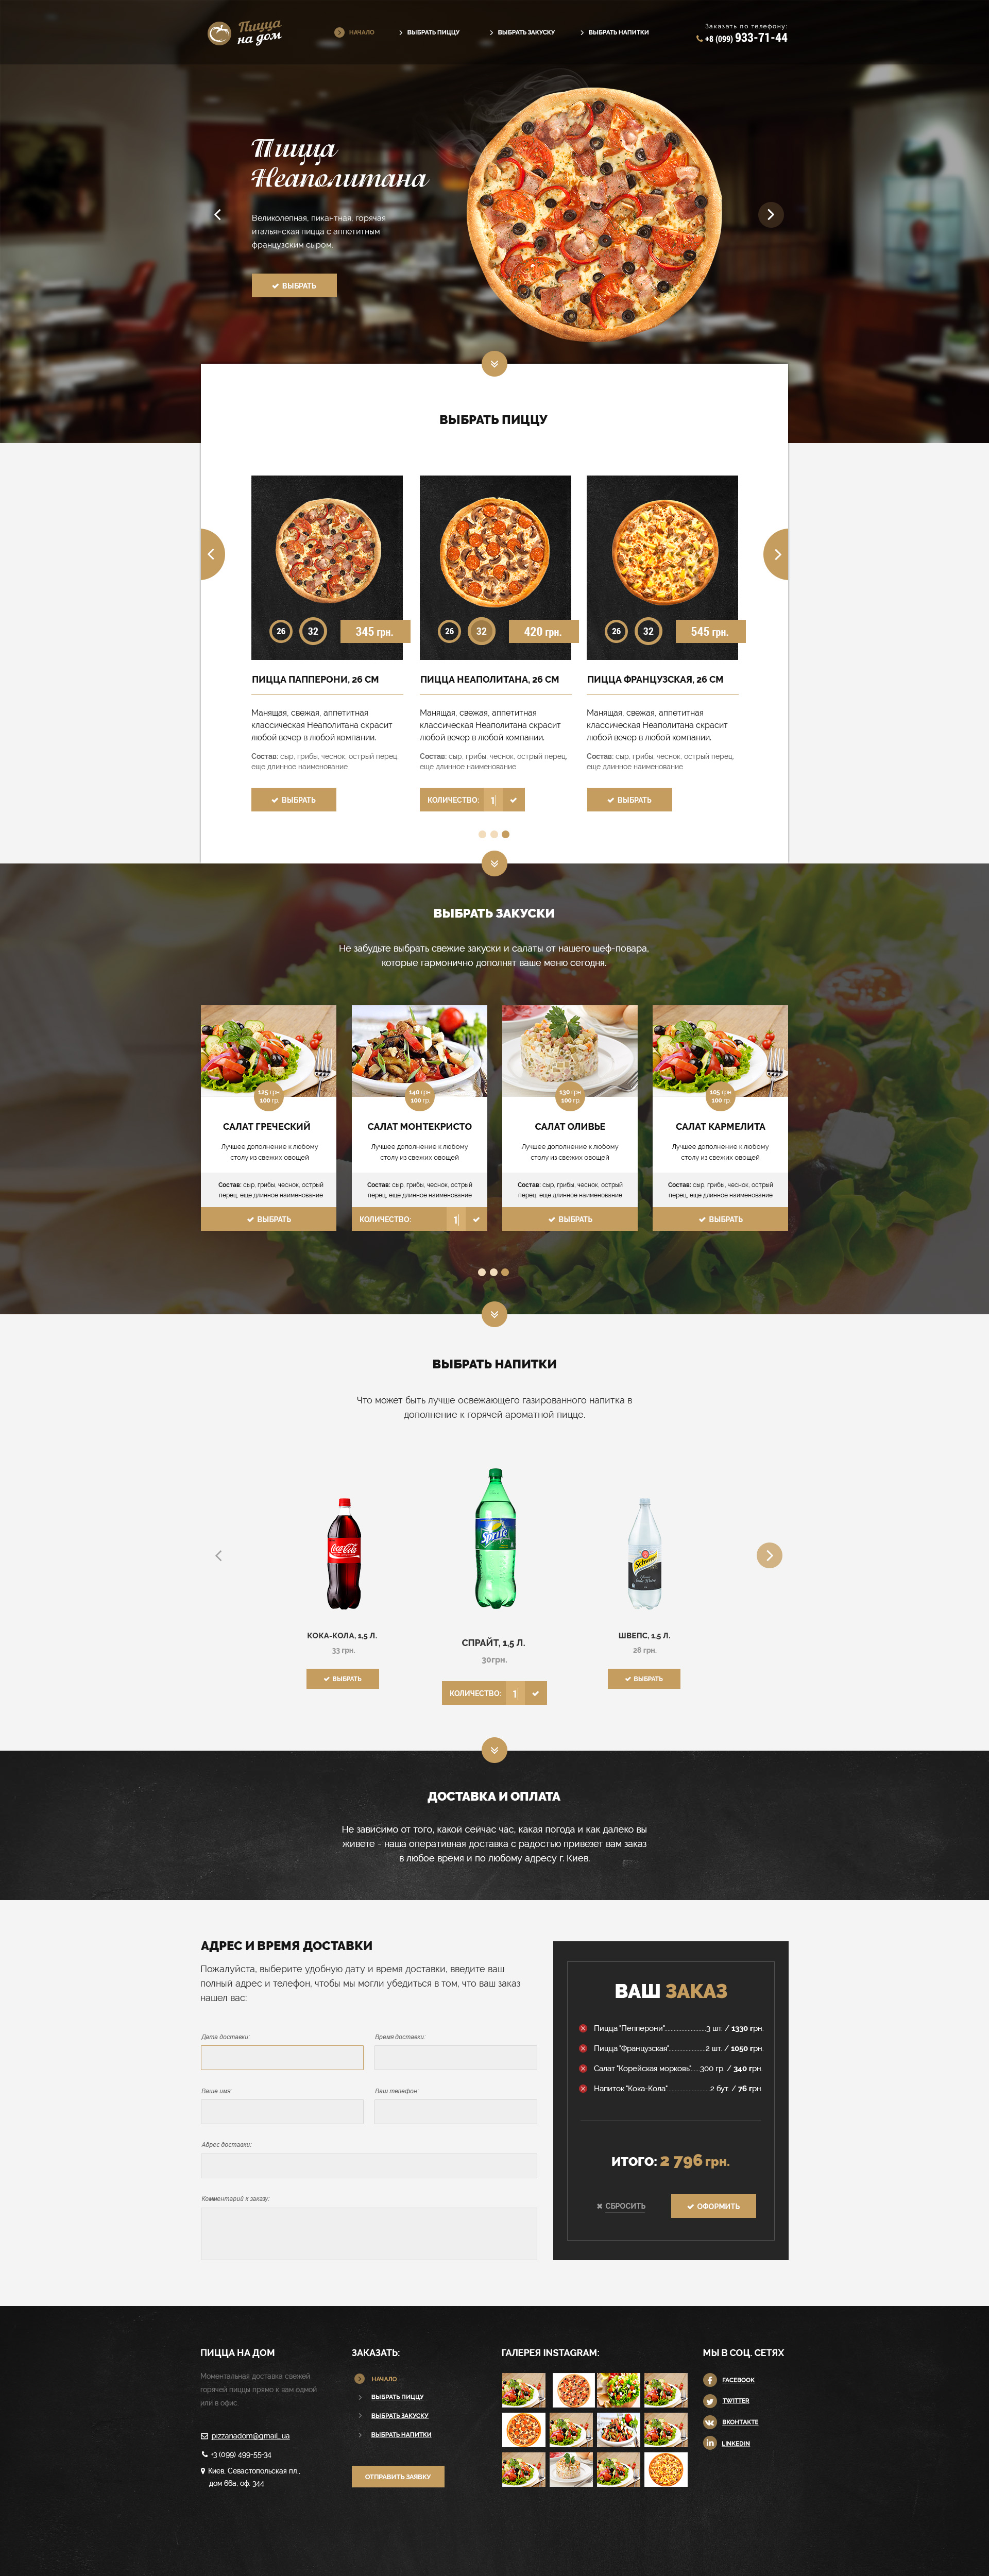 Пицца
на дом
НАЧАЛО
ВЫБРАТЬ ПИЦЦУ
ВЫБРАТЬ ЗАКУСКУ
ВЫБРАТЬ НАПИТКИ
Заказать по телефону:
+8 (099) 933-71-44
Пицца
Неаполитана
Великолепная, пикантная, горячая
итальянская пицца с аппетитным
французским сыром.
ВЫБРАТЬ
ВЫБРАТЬ ПИЦЦУ
26 32 345 грн.
26 32 420 грн.
26 32 545 грн.
ПИЦЦА ПАППЕРОНИ, 26 СМ
ПИЦЦА НЕАПОЛИТАНА, 26 СМ
ПИЦЦА ФРАНЦУЗСКАЯ, 26 СМ
Манящая, свежая, аппетитная
классическая Неаполитана скрасит
любой вечер в любой компании.
Манящая, свежая, аппетитная
классическая Неаполитана скрасит
любой вечер в любой компании.
Манящая, свежая, аппетитная
классическая Неаполитана скрасит
любой вечер в любой компании.
Состав: сыр, грибы, чеснок, острый перец,
еще длинное наименование
Состав: сыр, грибы, чеснок, острый перец,
еще длинное наименование
Состав: сыр, грибы, чеснок, острый перец,
еще длинное наименование
ВЫБРАТЬ
КОЛИЧЕСТВО: 1
ВЫБРАТЬ
ВЫБРАТЬ ЗАКУСКИ
Не забудьте выбрать свежие закуски и салаты от нашего шеф-повара,
которые гармонично дополнят ваше меню сегодня.
125 грн.
100 гр.
140 грн.
100 гр.
130 грн.
100 гр.
105 грн.
100 гр.
САЛАТ ГРЕЧЕСКИЙ
САЛАТ МОНТЕКРИСТО
САЛАТ ОЛИВЬЕ
САЛАТ КАРМЕЛИТА
Лучшее дополнение к любому
столу из свежих овощей
Лучшее дополнение к любому
столу из свежих овощей
Лучшее дополнение к любому
столу из свежих овощей
Лучшее дополнение к любому
столу из свежих овощей
Состав: сыр, грибы, чеснок, острый
перец, еще длинное наименование
Состав: сыр, грибы, чеснок, острый
перец, еще длинное наименование
Состав: сыр, грибы, чеснок, острый
перец, еще длинное наименование
Состав: сыр, грибы, чеснок, острый
перец, еще длинное наименование
ВЫБРАТЬ
КОЛИЧЕСТВО: 1
ВЫБРАТЬ
ВЫБРАТЬ
ВЫБРАТЬ НАПИТКИ
Что может быть лучше освежающего газированного напитка в
дополнение к горячей ароматной пицце.
Coca-Cola
Sprite
Schweppes
КОКА-КОЛА, 1,5 Л.
33 грн.
ВЫБРАТЬ
СПРАЙТ, 1,5 Л.
30грн.
КОЛИЧЕСТВО: 1
ШВЕПС, 1,5 Л.
28 грн.
ВЫБРАТЬ
ДОСТАВКА И ОПЛАТА
Не зависимо от того, какой сейчас час, какая погода и как далеко вы
живете - наша оперативная доставка с радостью привезет вам заказ
в любое время и по любому адресу г. Киев.
АДРЕС И ВРЕМЯ ДОСТАВКИ
Пожалуйста, выберите удобную дату и время доставки, введите ваш
полный адрес и телефон, чтобы мы могли убедиться в том, что ваш заказ
нашел вас:
Дата доставки:
Время доставки:
Ваше имя:
Ваш телефон:
Адрес доставки:
Комментарий к заказу:
ВАШ ЗАКАЗ
Пицца "Пепперони"....................3 шт. / 1330 грн.
Пицца "Французская"..................2 шт. / 1050 грн.
Салат "Корейская морковь".....300 гр. / 340 грн.
Напиток "Кока-Кола"....................2 бут. / 76 грн.
ИТОГО: 2 796 грн.
СБРОСИТЬ
ОФОРМИТЬ
ПИЦЦА НА ДОМ
Моментальная доставка свежей
горячей пиццы прямо к вам домой
или в офис
pizzanadom@gmail.ua
+3 (099) 499-55-34
Киев, Севастопольская пл.,
дом 66а, оф. 344
ЗАКАЗАТЬ:
НАЧАЛО
ВЫБРАТЬ ПИЦЦУ
ВЫБРАТЬ ЗАКУСКУ
ВЫБРАТЬ НАПИТКИ
ОТПРАВИТЬ ЗАЯВКУ
ГАЛЕРЕЯ INSTAGRAM:
МЫ В СОЦ. СЕТЯХ
FACEBOOK
TWITTER
ВКОНТАКТЕ
LINKEDIN